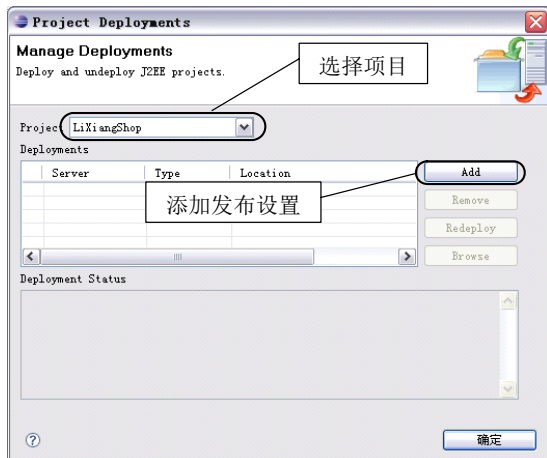 Project Deployments
Manage Deployments
Deploy and undeploy J2EE projects.
选择项目
Project LiXiangShop
Deployments
Server Type Location
Add
添加发布设置
Remove
Redeploy
Browse
Deployment Status
确定